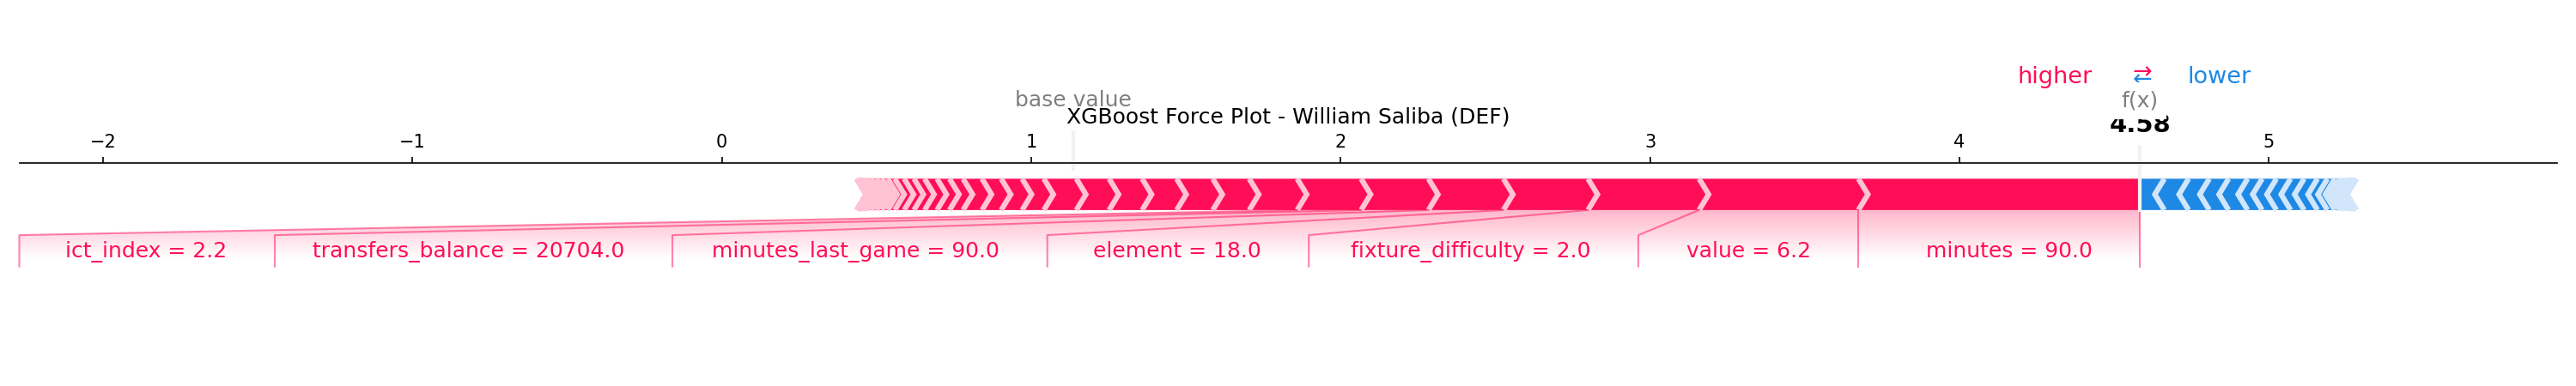 higher ⇄ lower
base value
f(x)
XGBoost Force Plot - William Saliba (DEF)
4.58
−2 −1 0 1 2 3 4 5
ict_index = 2.2 transfers_balance = 20704.0 minutes_last_game = 90.0 element = 18.0 fixture_difficulty = 2.0 value = 6.2 minutes = 90.0